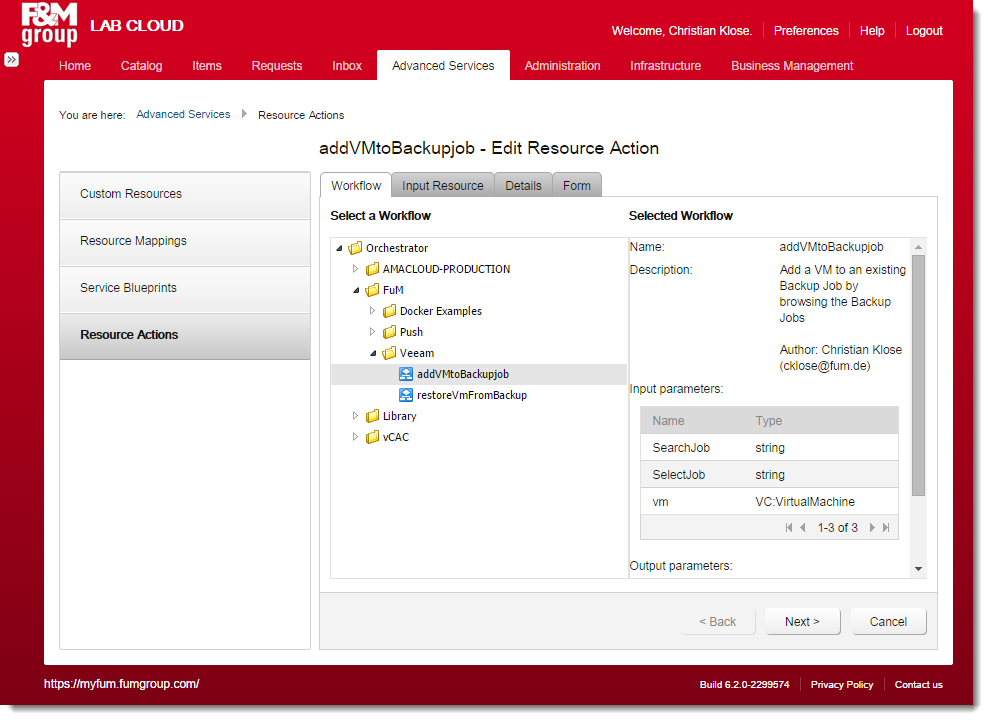 F&M
group
LAB CLOUD
Welcome, Christian Klose. Preferences Help Logout
Home Catalog Items Requests Inbox Advanced Services Administration Infrastructure Business Management
You are here: Advanced Services Resource Actions
addVMtoBackupjob - Edit Resource Action
Custom Resources
Resource Mappings
Service Blueprints
Resource Actions
Workflow Input Resource Details Form
Select a Workflow
Orchestrator
AMACLOUD-PRODUCTION
FuM
Docker Examples
Push
Veeam
addVMtoBackupjob
restoreVmFromBackup
Library
vCAC
Selected Workflow
Name: addVMtoBackupjob
Description: Add a VM to an existing
Backup Job by
browsing the Backup
Jobs
Author: Christian Klose
(cklose@fum.de)
Input parameters:
Name Type
SearchJob string
SelectJob string
vm VC:VirtualMachine
1-3 of 3
Output parameters:
< Back Next > Cancel
https://myfum.fumgroup.com/
Build 6.2.0-2299574 Privacy Policy Contact us